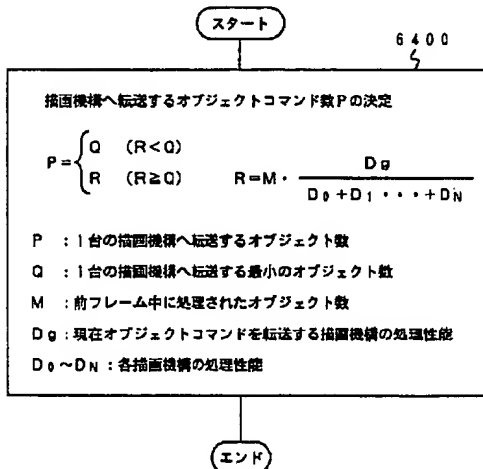 スタート
6400
描画機構へ転送するオブジェクトコマンド数Pの決定
P= { Q (R<Q)
R (R≧Q)
R=M・ Dg / D0+D1・・・+DN
P :1台の描画機構へ転送するオブジェクト数
Q :1台の描画機構へ転送する最小のオブジェクト数
M :前フレーム中に処理されたオブジェクト数
Dg:現在オブジェクトコマンドを転送する描画機構の処理性能
D0~DN:各描画機構の処理性能
エンド